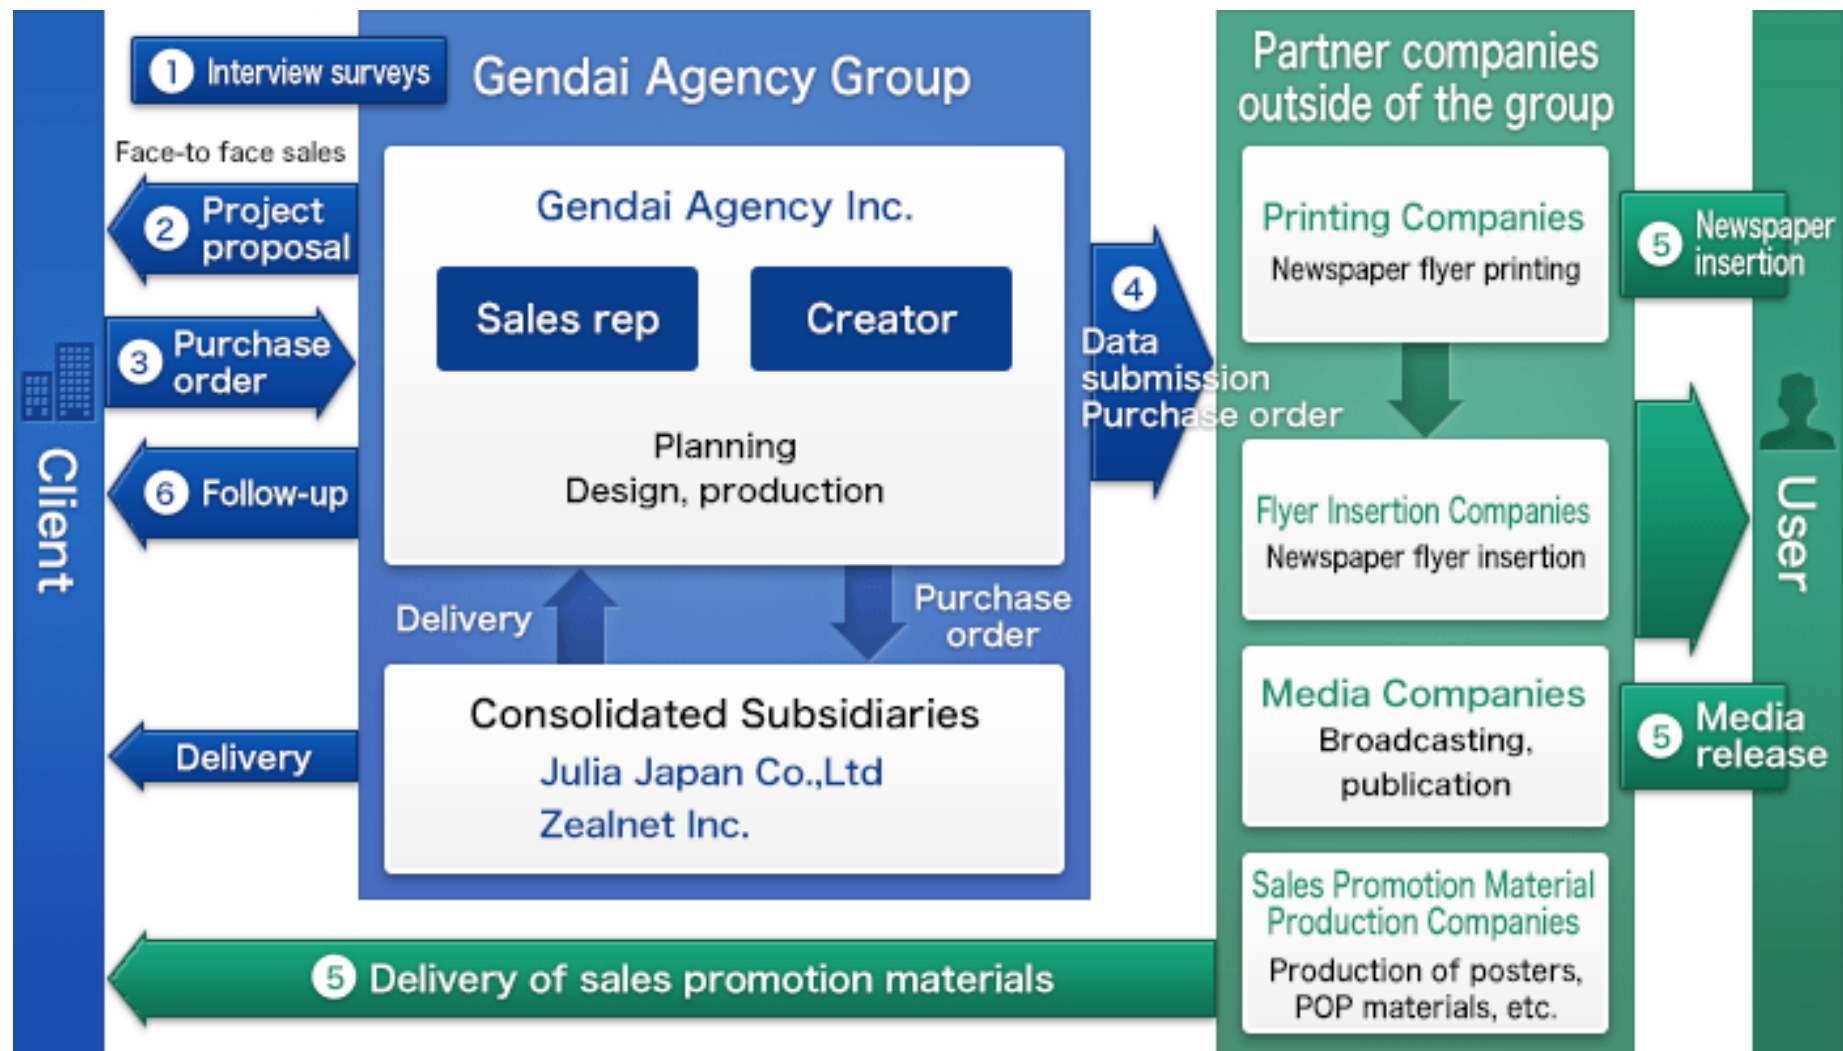 1 Interview surveys
Gendai Agency Group
Partner companies
outside of the group
Face-to face sales
2 Project
proposal
3 Purchase
order
6 Follow-up
Client
Gendai Agency Inc.
Sales rep
Creator
Planning
Design, production
Delivery
Purchase
order
Consolidated Subsidiaries
Julia Japan Co.,Ltd
Zealnet Inc.
Delivery
4
Data
submission
Purchase order
Printing Companies
Newspaper flyer printing
Flyer Insertion Companies
Newspaper flyer insertion
Media Companies
Broadcasting,
publication
Sales Promotion Material
Production Companies
Production of posters,
POP materials, etc.
5 Newspaper
insertion
User
5 Media
release
5 Delivery of sales promotion materials